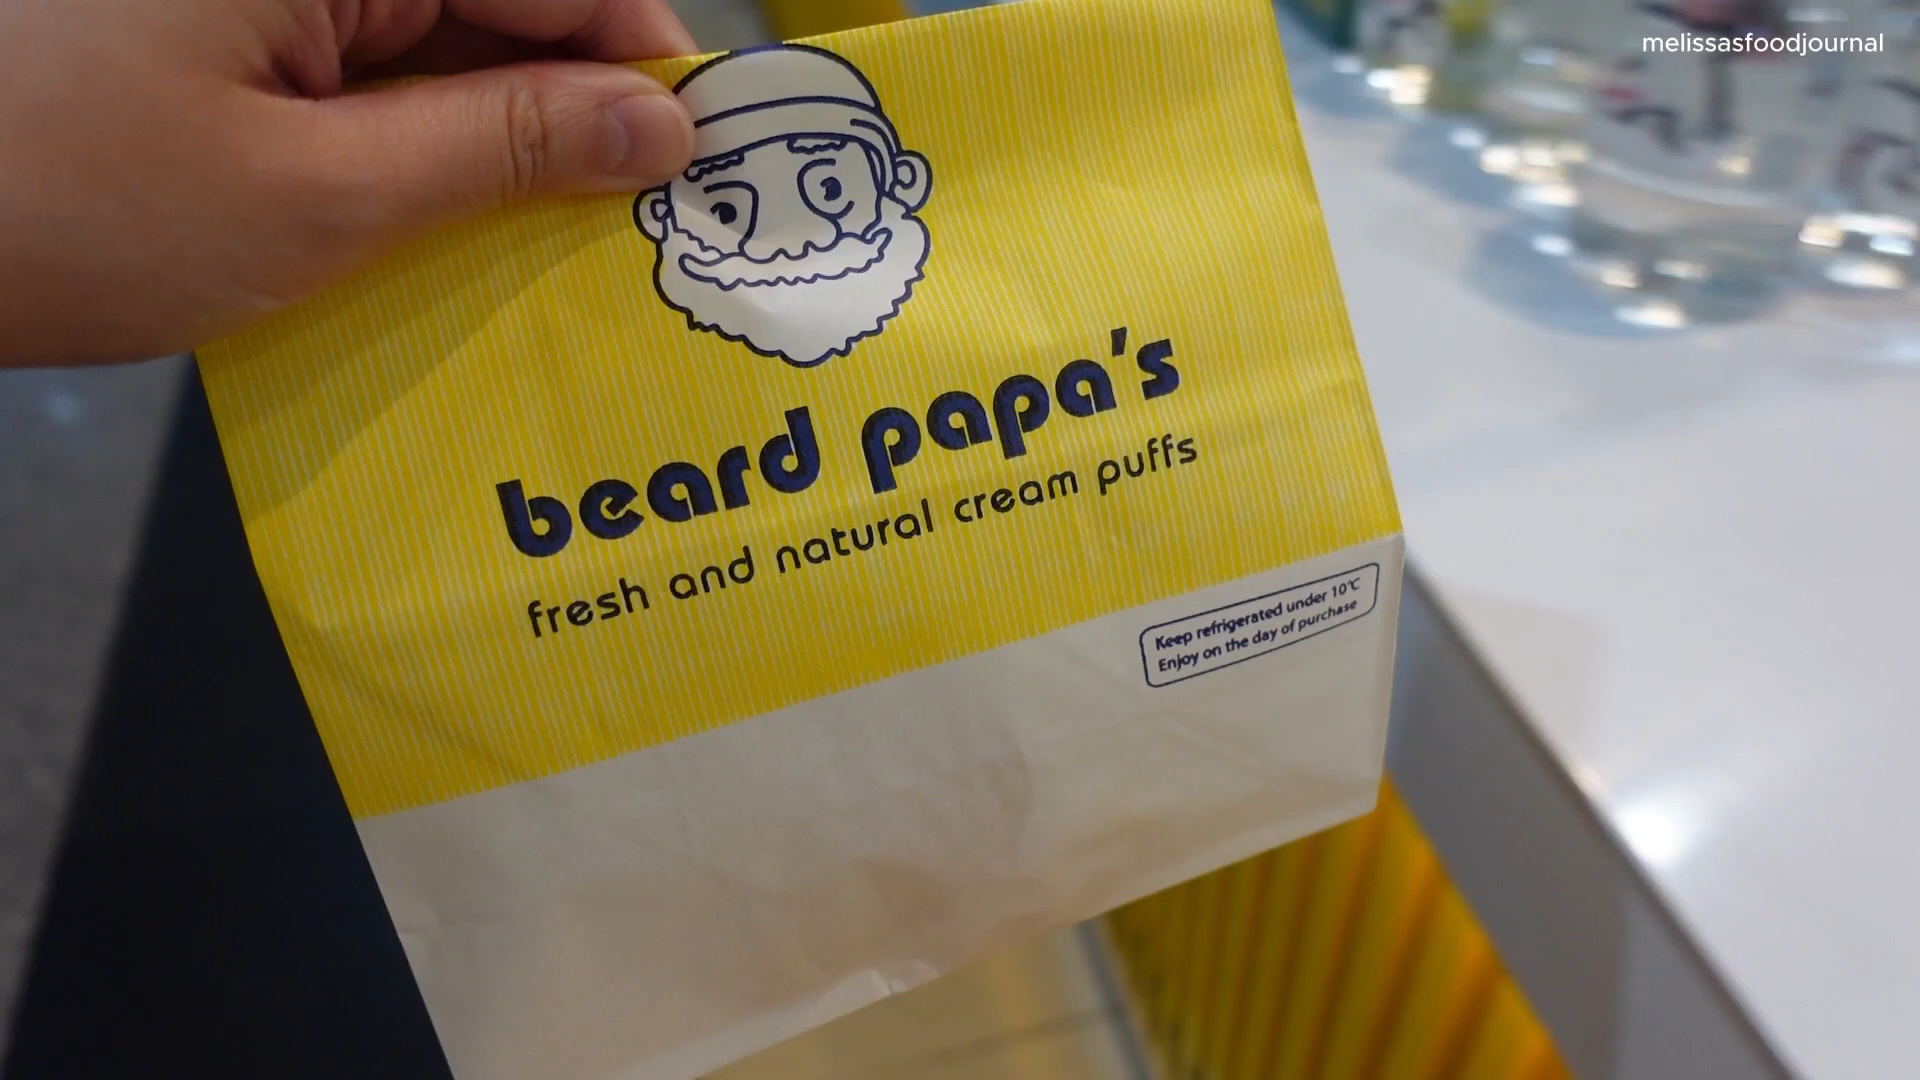 melissasfoodjournal
beard papa's
fresh and natural cream puffs
Keep refrigerated under 10℃
Enjoy on the day of purchase